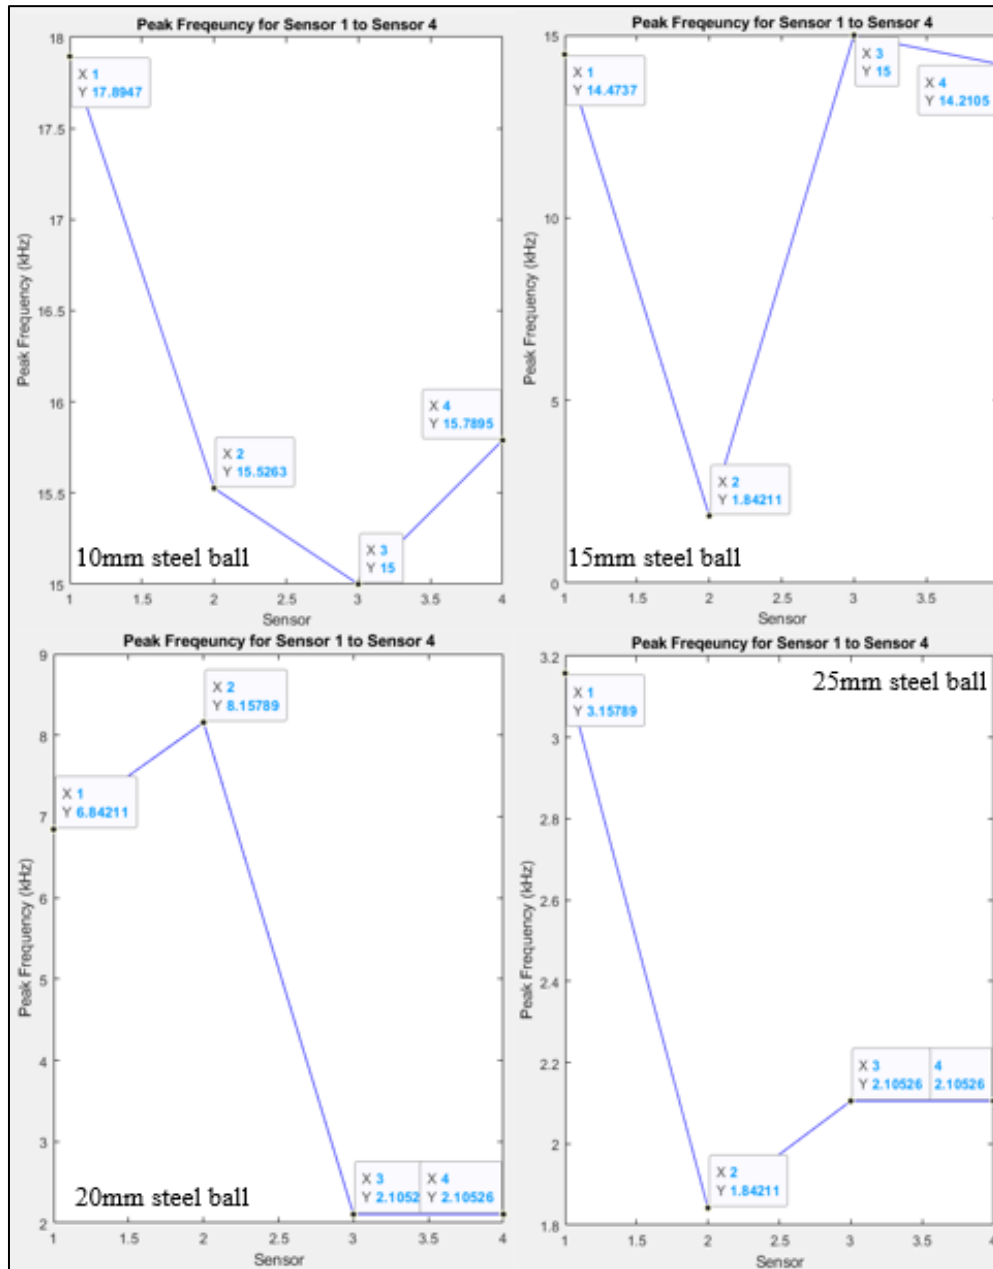 Peak Freqeuncy for Sensor 1 to Sensor 4
18
17.5
17
16.5
16
15.5
15
1
1.5
2
2.5
3
3.5
4
Peak Frequency (kHz)
Sensor
X 1
Y 17.8947
X 2
Y 15.5263
X 3
Y 15
X 4
Y 15.7895
10mm steel ball
Peak Freqeuncy for Sensor 1 to Sensor 4
15
10
5
0
1
1.5
2
2.5
3
3.5
4
Peak Frequency (kHz)
Sensor
X 1
Y 14.4737
X 2
Y 1.84211
X 3
Y 15
X 4
Y 14.2105
15mm steel ball
Peak Freqeuncy for Sensor 1 to Sensor 4
9
8
7
6
5
4
3
2
1
1.5
2
2.5
3
3.5
4
Peak Frequency (kHz)
Sensor
X 1
Y 6.84211
X 2
Y 8.15789
X 3
Y 2.1052
X 4
Y 2.10526
20mm steel ball
Peak Freqeuncy for Sensor 1 to Sensor 4
3.2
3
2.8
2.6
2.4
2.2
2
1.8
1
1.5
2
2.5
3
3.5
4
Peak Frequency (kHz)
Sensor
X 1
Y 3.15789
X 2
Y 1.84211
X 3
Y 2.10526
4
2.10526
25mm steel ball